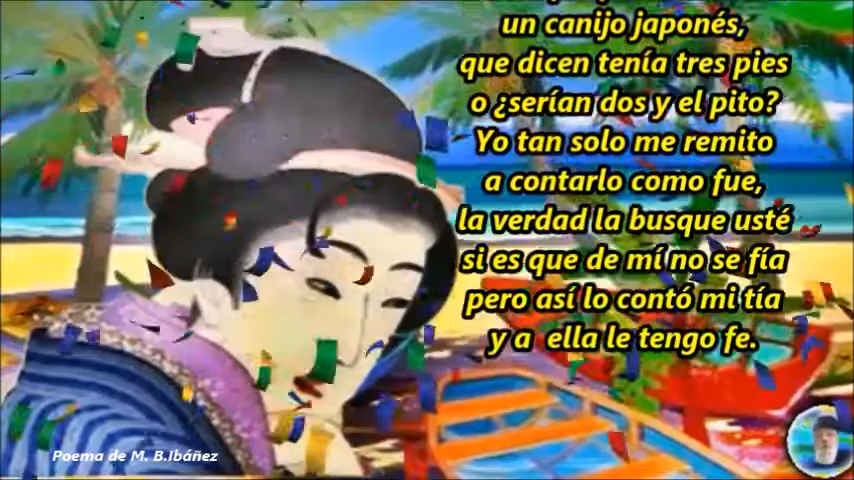 un canijo japonés,
que dicen tenía tres pies
o ¿serían dos y el pito?
Yo tan solo me remito
a contarlo como fue,
la verdad la busque usté
si es que de mí no se fía
pero así lo contó mi tía
y a ella le tengo fe.
Poema de M. B.Ibáñez